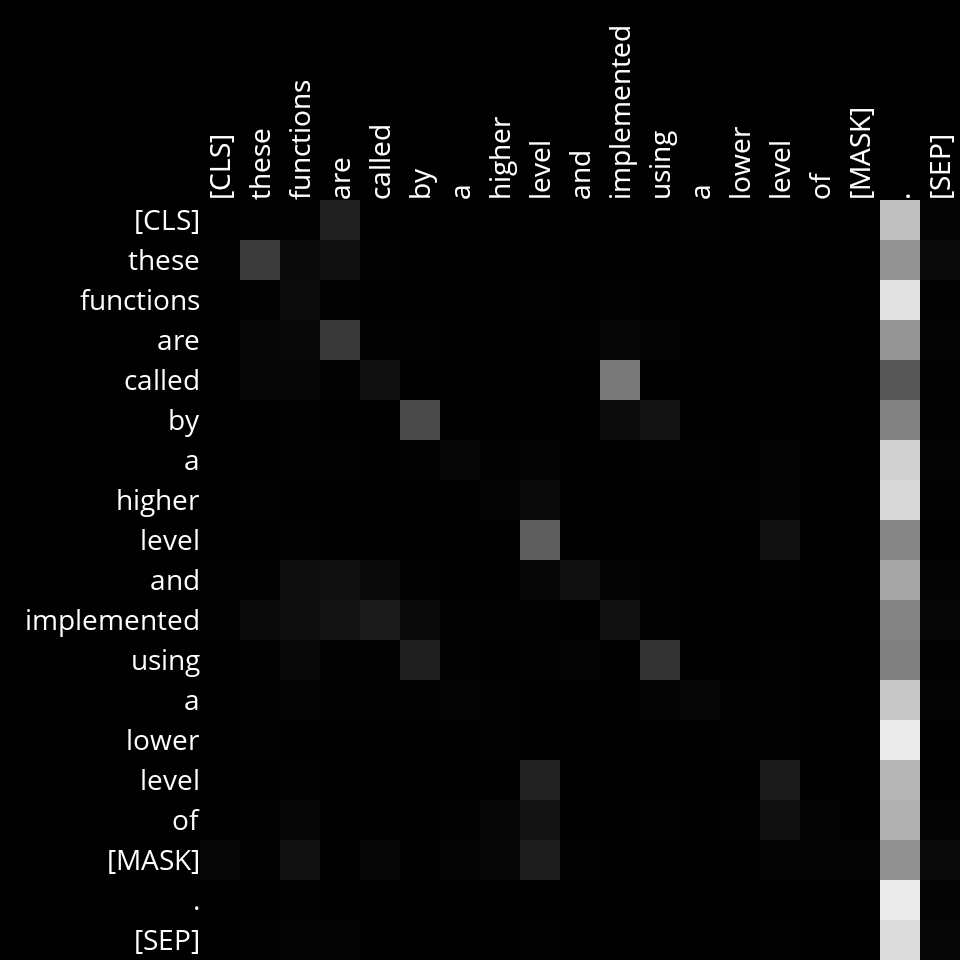 [CLS] these functions are called by a higher level and implemented using a lower level of [MASK] . [SEP]
[CLS]
these
functions
are
called
by
a
higher
level
and
implemented
using
a
lower
level
of
[MASK]
.
[SEP]